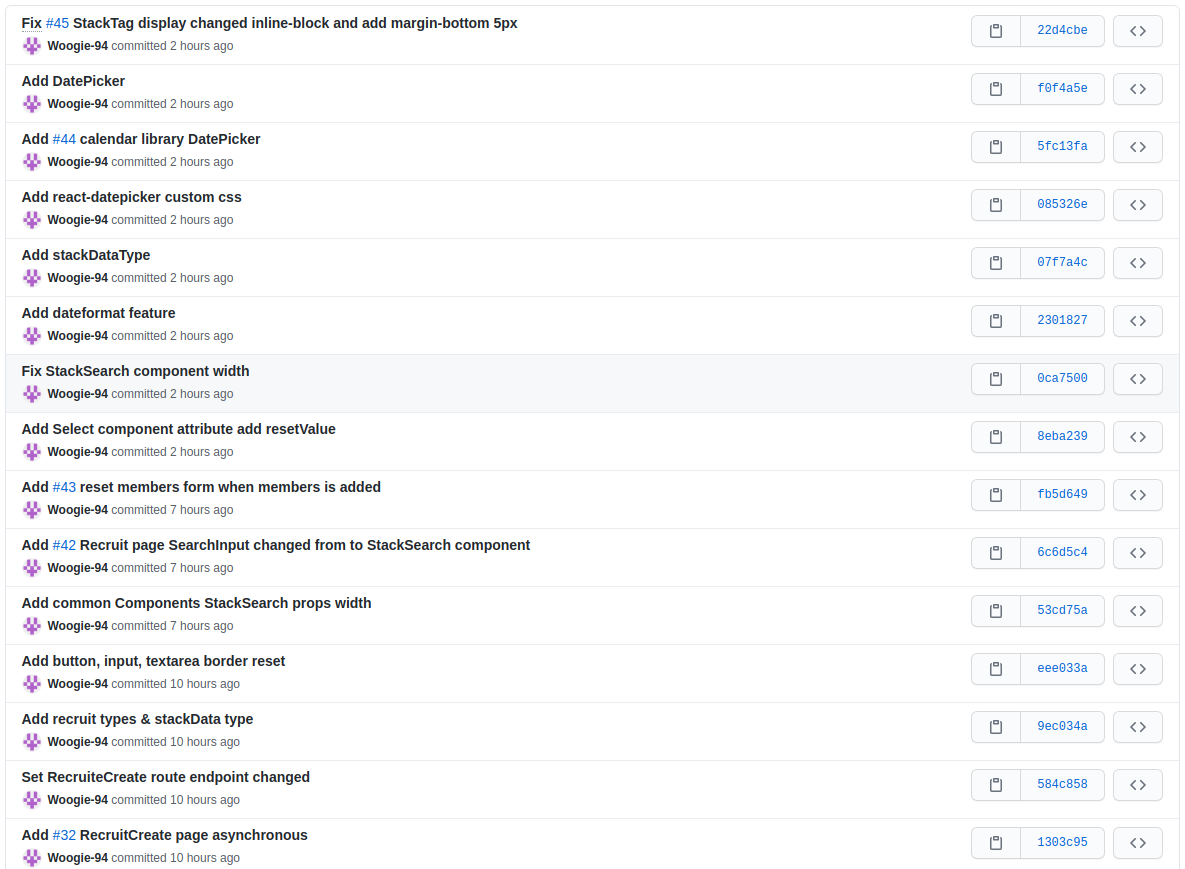 Fix #45 StackTag display changed inline-block and add margin-bottom 5px
Woogie-94 committed 2 hours ago
22d4cbe
Add DatePicker
Woogie-94 committed 2 hours ago
f0f4a5e
Add #44 calendar library DatePicker
Woogie-94 committed 2 hours ago
5fc13fa
Add react-datepicker custom css
Woogie-94 committed 2 hours ago
085326e
Add stackDataType
Woogie-94 committed 2 hours ago
07f7a4c
Add dateformat feature
Woogie-94 committed 2 hours ago
2301827
Fix StackSearch component width
Woogie-94 committed 2 hours ago
0ca7500
Add Select component attribute add resetValue
Woogie-94 committed 2 hours ago
8eba239
Add #43 reset members form when members is added
Woogie-94 committed 7 hours ago
fb5d649
Add #42 Recruit page SearchInput changed from to StackSearch component
Woogie-94 committed 7 hours ago
6c6d5c4
Add common Components StackSearch props width
Woogie-94 committed 7 hours ago
53cd75a
Add button, input, textarea border reset
Woogie-94 committed 10 hours ago
eee033a
Add recruit types & stackData type
Woogie-94 committed 10 hours ago
9ec034a
Set RecruiteCreate route endpoint changed
Woogie-94 committed 10 hours ago
584c858
Add #32 RecruitCreate page asynchronous
Woogie-94 committed 10 hours ago
1303c95